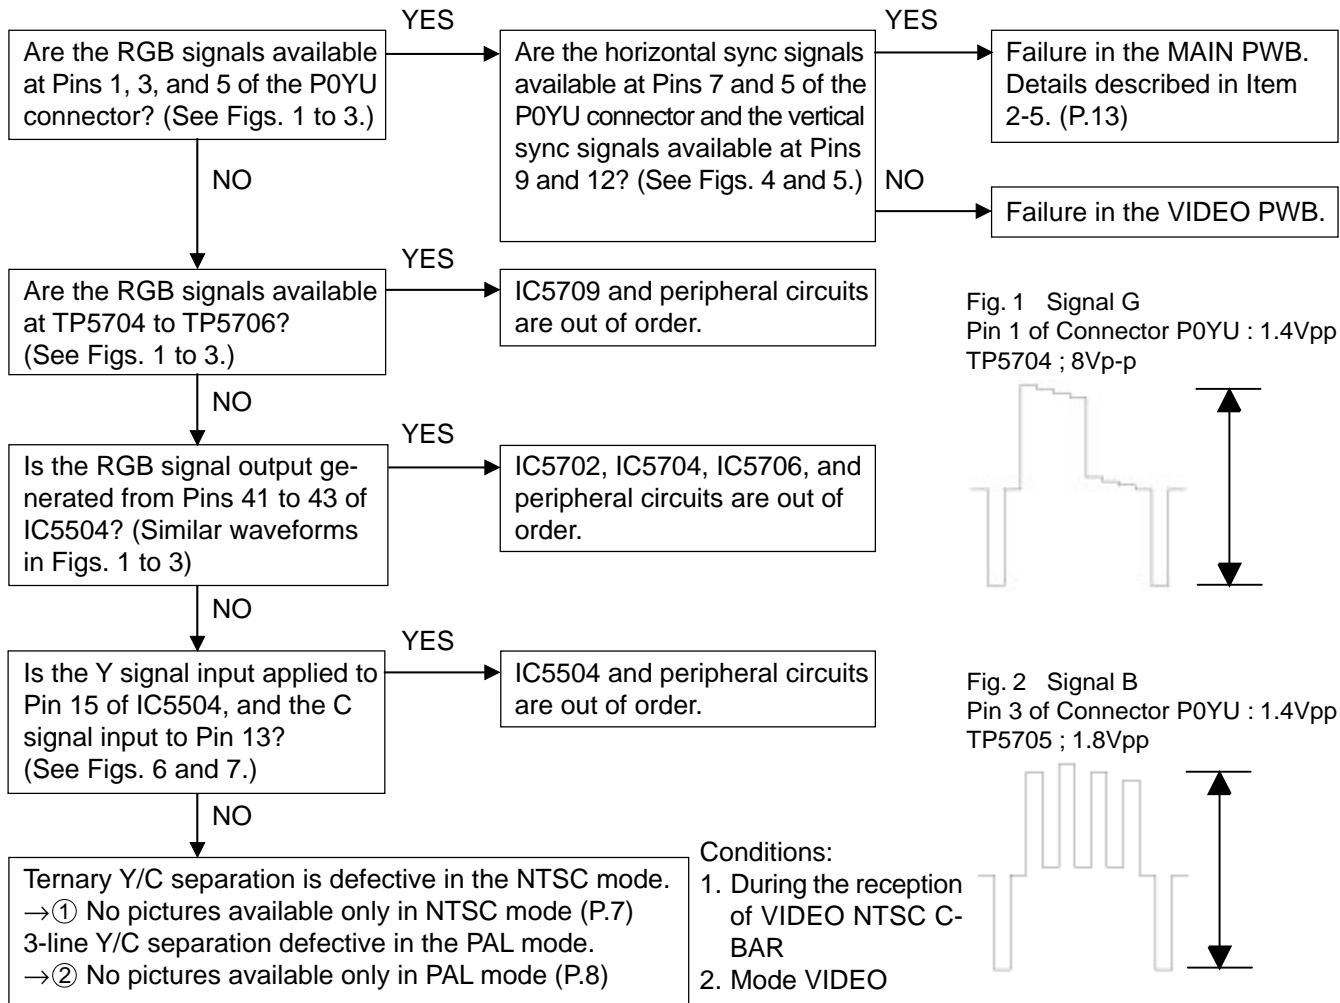 YES
YES
Are the RGB signals available
at Pins 1, 3, and 5 of the P0YU
connector? (See Figs. 1 to 3.)
Are the horizontal sync signals
available at Pins 7 and 5 of the
P0YU connector and the vertical
sync signals available at Pins
9 and 12? (See Figs. 4 and 5.)
Failure in the MAIN PWB.
Details described in Item
2-5. (P.13)
NO
NO
Failure in the VIDEO PWB.
YES
Are the RGB signals available
at TP5704 to TP5706?
(See Figs. 1 to 3.)
IC5709 and peripheral circuits
are out of order.
Fig. 1 Signal G
Pin 1 of Connector P0YU : 1.4Vpp
TP5704 ; 8Vp-p
NO
YES
Is the RGB signal output ge-
nerated from Pins 41 to 43 of
IC5504? (Similar waveforms
in Figs. 1 to 3)
IC5702, IC5704, IC5706, and
peripheral circuits are out of
order.
NO
YES
Is the Y signal input applied to
Pin 15 of IC5504, and the C
signal input to Pin 13?
(See Figs. 6 and 7.)
IC5504 and peripheral circuits
are out of order.
Fig. 2 Signal B
Pin 3 of Connector P0YU : 1.4Vpp
TP5705 ; 1.8Vpp
NO
Ternary Y/C separation is defective in the NTSC mode.
→① No pictures available only in NTSC mode (P.7)
3-line Y/C separation defective in the PAL mode.
→② No pictures available only in PAL mode (P.8)
Conditions:
1. During the reception
of VIDEO NTSC C-
BAR
2. Mode VIDEO